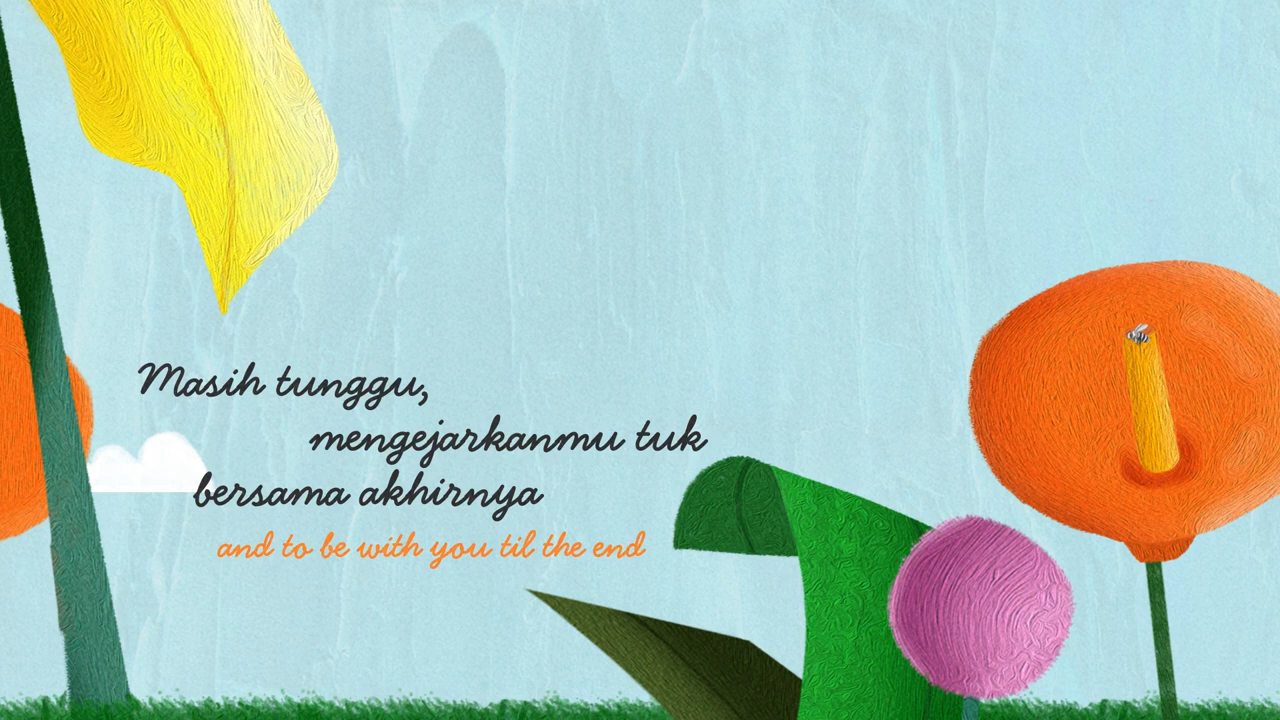 Masih tunggu,
mengejarkanmu tuk
bersama akhirnya
and to be with you til the end